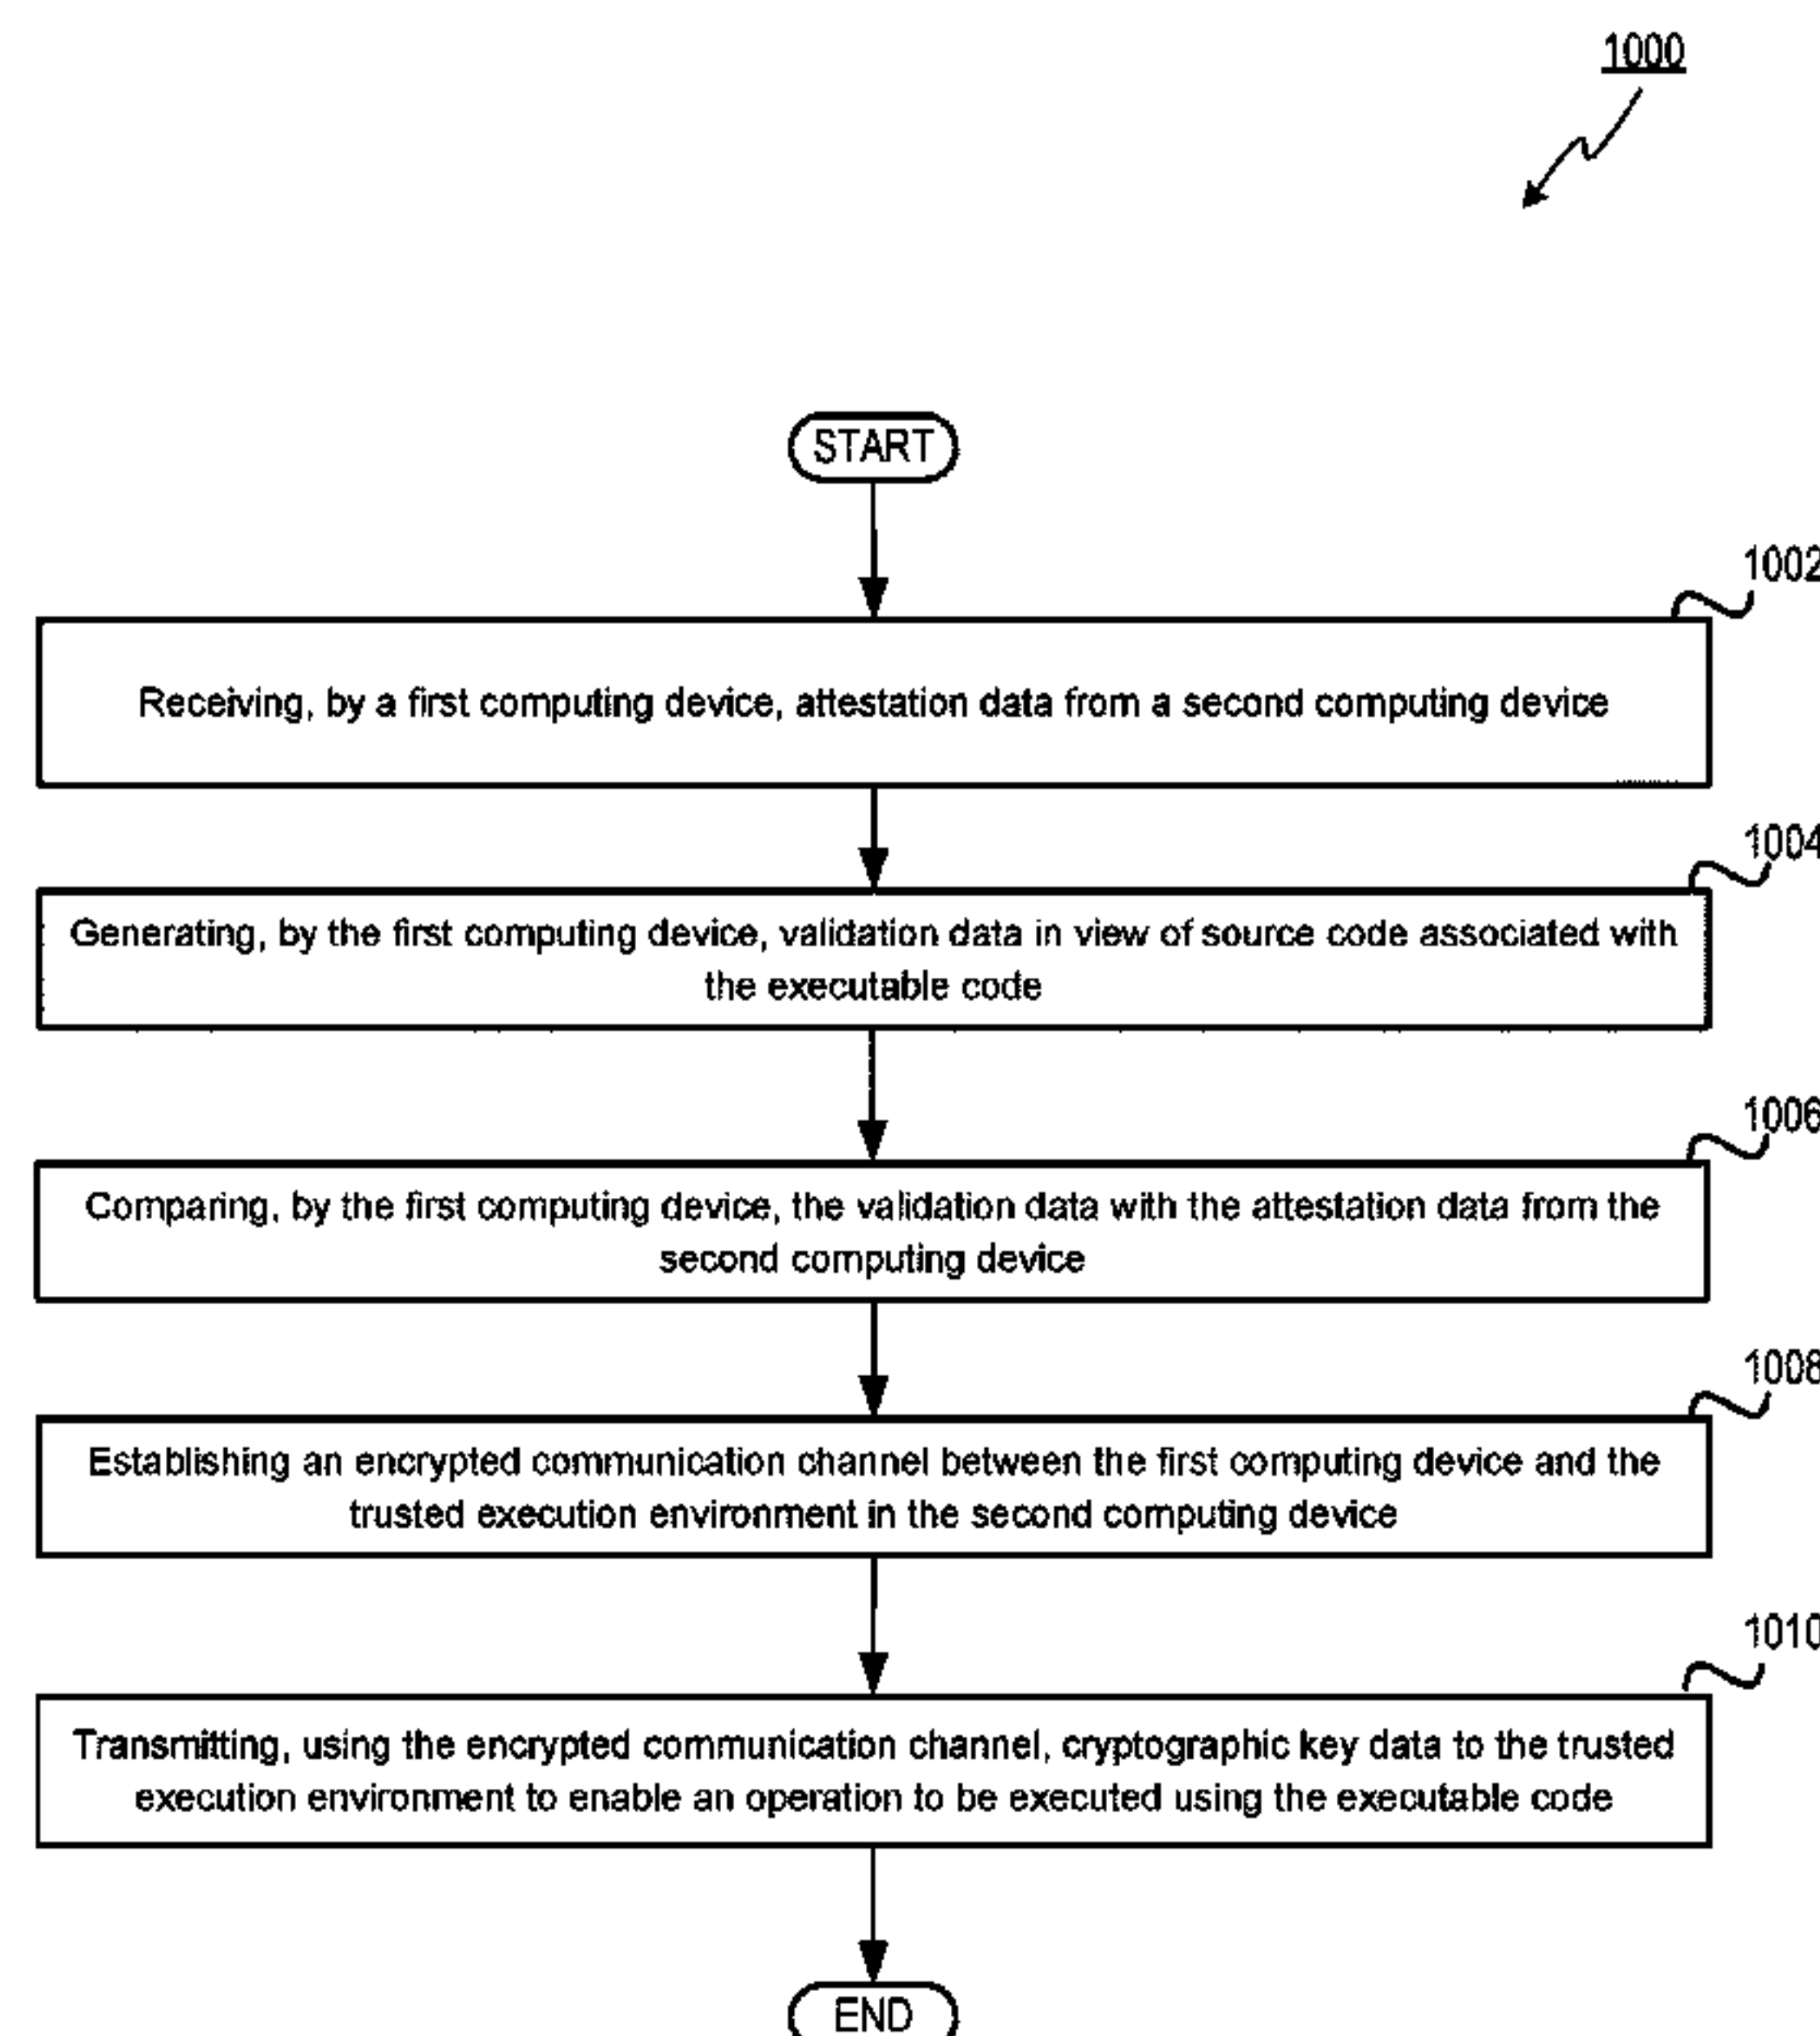 1000
START
1002
Receiving, by a first computing device, attestation data from a second computing device
1004
Generating, by the first computing device, validation data in view of source code associated with
the executable code
1006
Comparing, by the first computing device, the validation data with the attestation data from the
second computing device
1008
Establishing an encrypted communication channel between the first computing device and the
trusted execution environment in the second computing device
1010
Transmitting, using the encrypted communication channel, cryptographic key data to the trusted
execution environment to enable an operation to be executed using the executable code
END